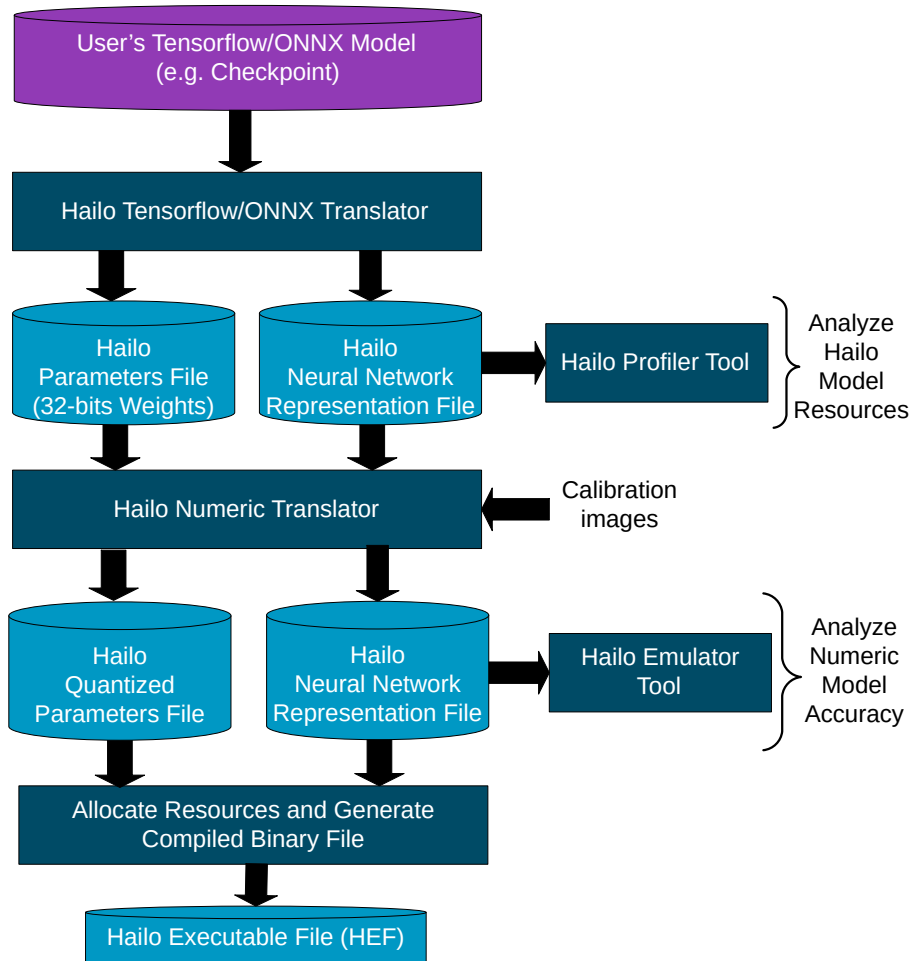 User’s Tensorflow/ONNX Model
(e.g. Checkpoint)
Hailo Tensorflow/ONNX Translator
Hailo
Parameters File
(32-bits Weights)
Hailo
Neural Network
Representation File
Hailo Profiler Tool
Analyze
Hailo
Model
Resources
Hailo Numeric Translator
Calibration
images
Hailo
Quantized
Parameters File
Hailo
Neural Network
Representation File
Hailo Emulator
Tool
Analyze
Numeric
Model
Accuracy
Allocate Resources and Generate
Compiled Binary File
Hailo Executable File (HEF)